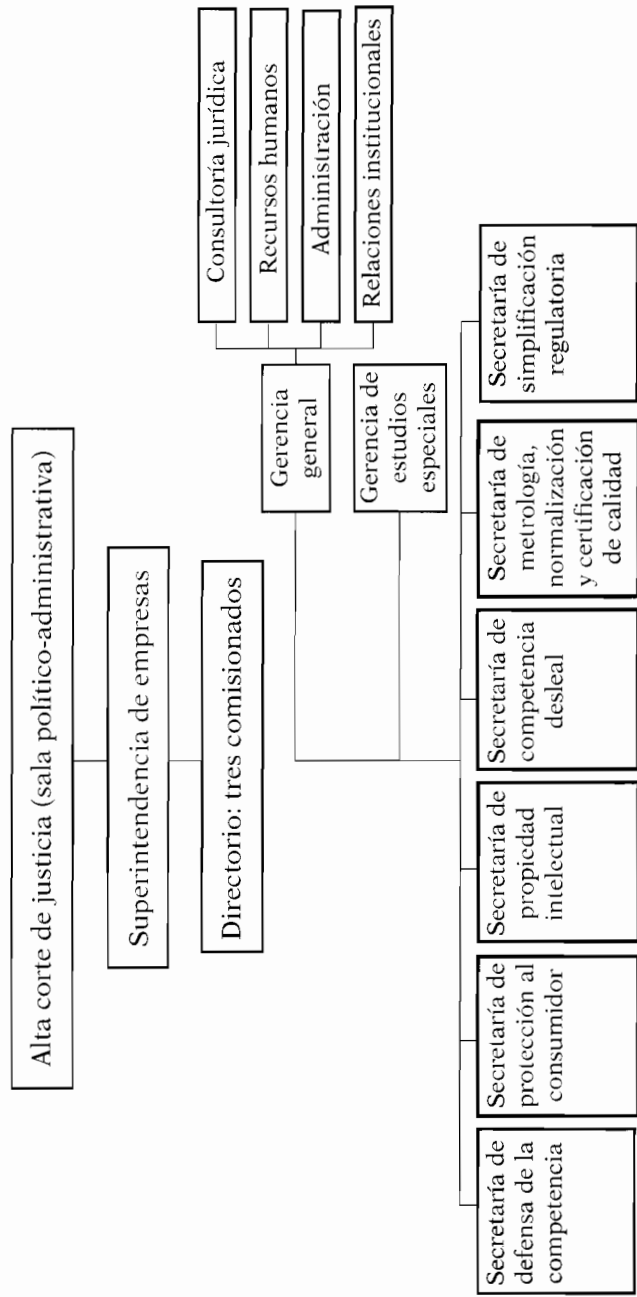 Alta corte de justicia (sala político-administrativa)
Superintendencia de empresas
Directorio: tres comisionados
Gerencia
general
Consultoría jurídica
Recursos humanos
Administración
Relaciones institucionales
Gerencia de
estudios
especiales
Secretaría de
defensa de la
competencia
Secretaría de
protección al
consumidor
Secretaría de
propiedad
intelectual
Secretaría de
competencia
desleal
Secretaría de
metrología,
normalización
y certificación
de calidad
Secretaría de
simplificación
regulatoria